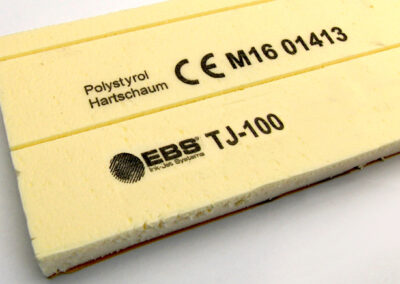 Polystyrol
Hartschaum
CE M16 01413
EBS® TJ-100
Ink-Jet Systems